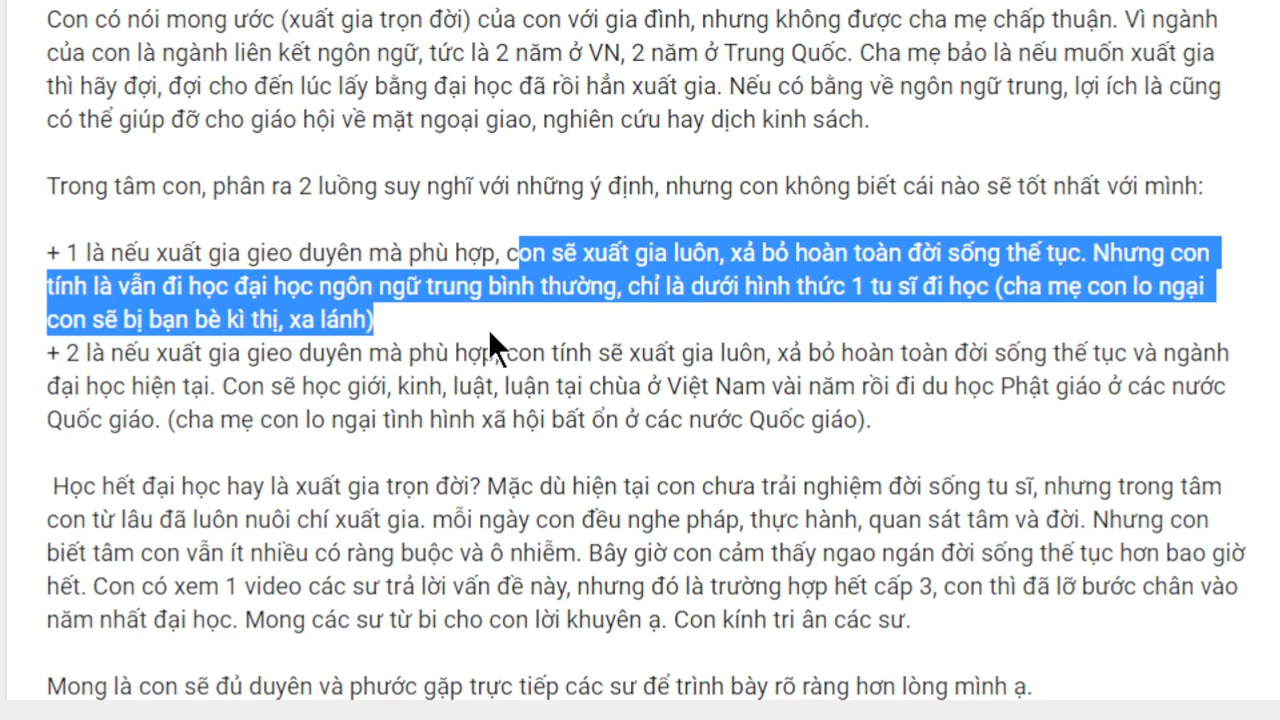 Con có nói mong ước (xuất gia trọn đời) của con với gia đình, nhưng không được cha mẹ chấp thuận. Vì ngành
của con là ngành liên kết ngôn ngữ, tức là 2 năm ở VN, 2 năm ở Trung Quốc. Cha mẹ bảo là nếu muốn xuất gia
thì hãy đợi, đợi cho đến lúc lấy bằng đại học đã rồi hẳn xuất gia. Nếu có bằng về ngôn ngữ trung, lợi ích là cũng
có thể giúp đỡ cho giáo hội về mặt ngoại giao, nghiên cứu hay dịch kinh sách.
Trong tâm con, phân ra 2 luồng suy nghĩ với những ý định, nhưng con không biết cái nào sẽ tốt nhất với mình:
+ 1 là nếu xuất gia gieo duyên mà phù hợp, con sẽ xuất gia luôn, xả bỏ hoàn toàn đời sống thế tục. Nhưng con
tính là vẫn đi học đại học ngôn ngữ trung bình thường, chỉ là dưới hình thức 1 tu sĩ đi học (cha mẹ con lo ngại
con sẽ bị bạn bè kì thị, xa lánh)
+ 2 là nếu xuất gia gieo duyên mà phù hợp, con tính sẽ xuất gia luôn, xả bỏ hoàn toàn đời sống thế tục và ngành
đại học hiện tại. Con sẽ học giới, kinh, luật, luận tại chùa ở Việt Nam vài năm rồi đi du học Phật giáo ở các nước
Quốc giáo. (cha mẹ con lo ngại tình hình xã hội bất ổn ở các nước Quốc giáo).
Học hết đại học hay là xuất gia trọn đời? Mặc dù hiện tại con chưa trải nghiệm đời sống tu sĩ, nhưng trong tâm
con từ lâu đã luôn nuôi chí xuất gia. mỗi ngày con đều nghe pháp, thực hành, quan sát tâm và đời. Nhưng con
biết tâm con vẫn ít nhiều có ràng buộc và ô nhiễm. Bây giờ con cảm thấy ngao ngán đời sống thế tục hơn bao giờ
hết. Con có xem 1 video các sư trả lời vấn đề này, nhưng đó là trường hợp hết cấp 3, con thì đã lỡ bước chân vào
năm nhất đại học. Mong các sư từ bi cho con lời khuyên ạ. Con kính tri ân các sư.
Mong là con sẽ đủ duyên và phước gặp trực tiếp các sư để trình bày rõ ràng hơn lòng mình ạ.